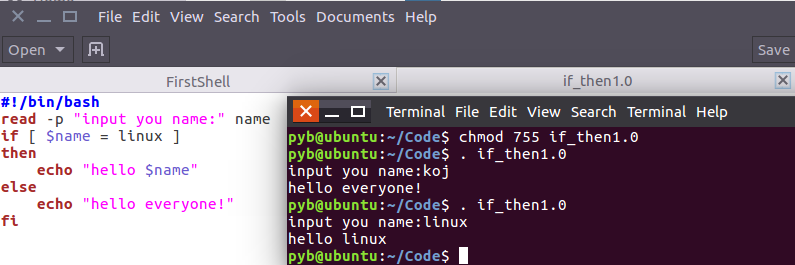 File Edit View Search Tools Documents Help
Open Save
FirstShell if_then1.0
#!/bin/bash
read -p "input you name:" name
if [ $name = linux ]
then
    echo "hello $name"
else
    echo "hello everyone!"
fi
Terminal File Edit View Search Terminal Help
pyb@ubuntu:~/Code$ chmod 755 if_then1.0
pyb@ubuntu:~/Code$ . if_then1.0
input you name:koj
hello everyone!
pyb@ubuntu:~/Code$ . if_then1.0
input you name:linux
hello linux
pyb@ubuntu:~/Code$